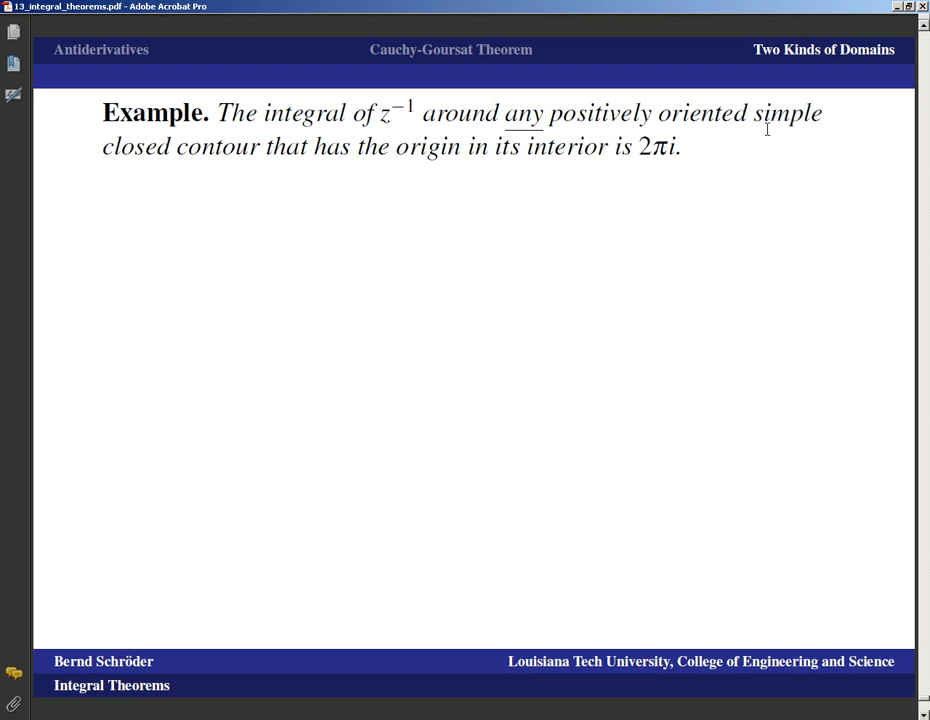 13_integral_theorems.pdf - Adobe Acrobat Pro
Antiderivatives Cauchy-Goursat Theorem Two Kinds of Domains
Example. The integral of z⁻¹ around any positively oriented simple
closed contour that has the origin in its interior is 2πi.
Bernd Schröder Louisiana Tech University, College of Engineering and Science
Integral Theorems